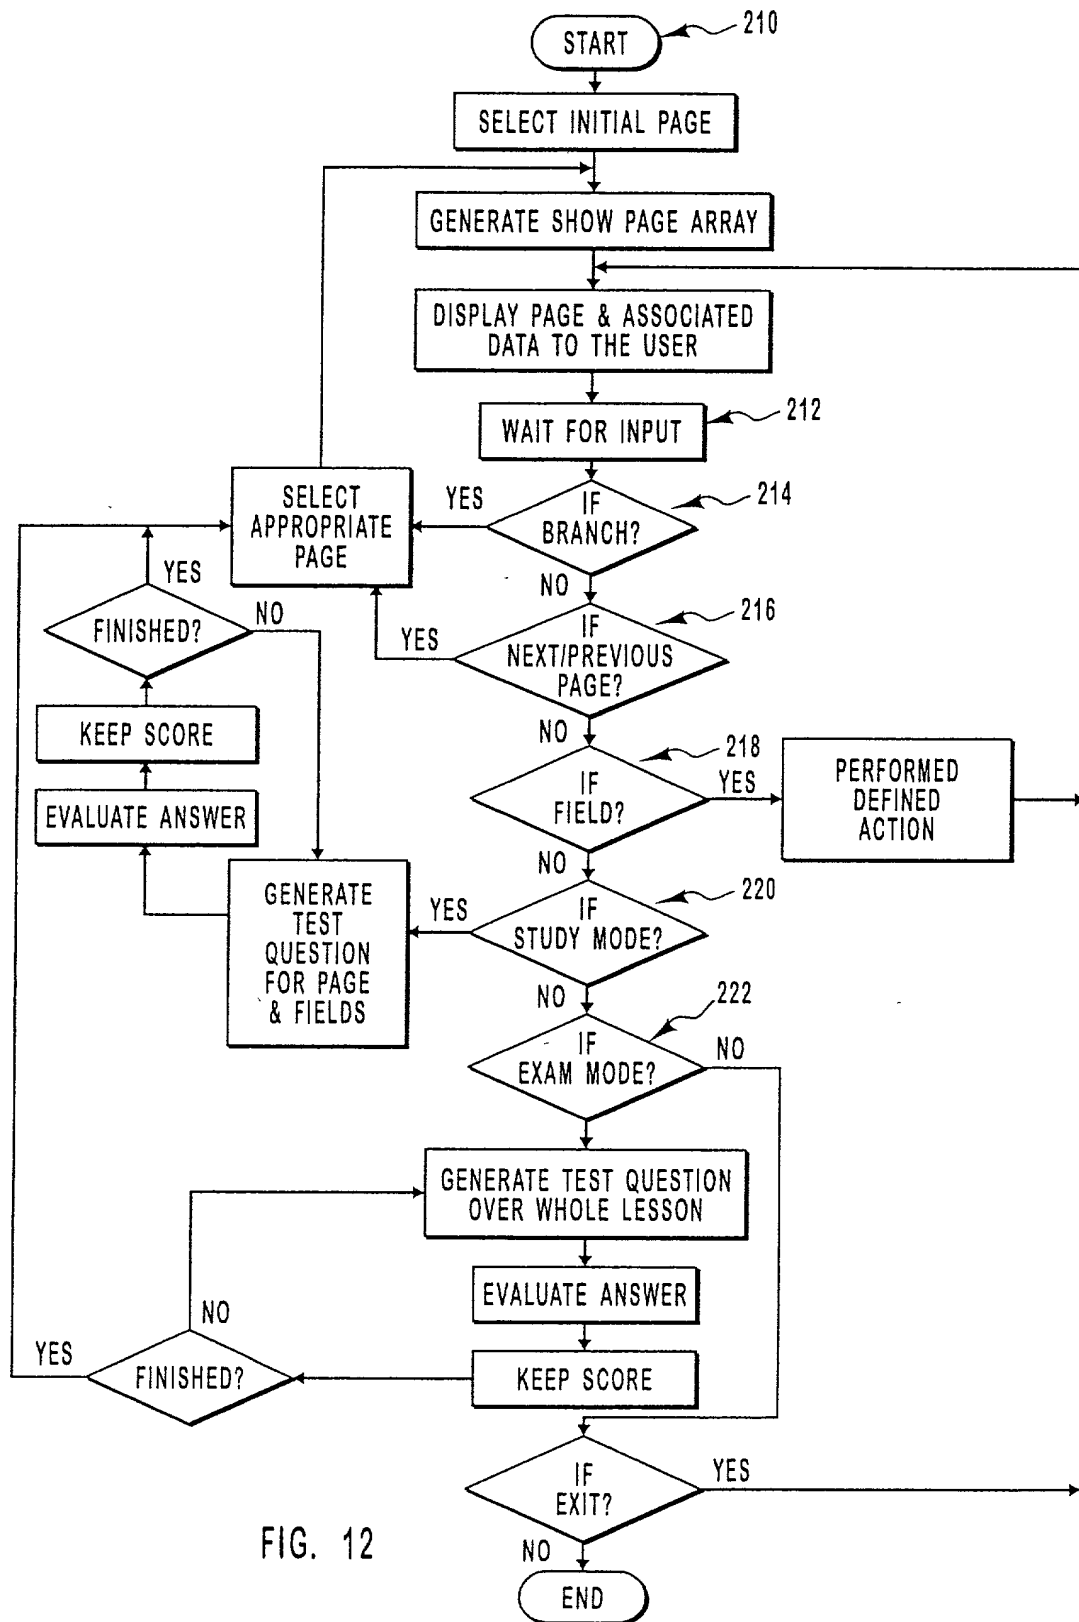 210
START
SELECT INITIAL PAGE
GENERATE SHOW PAGE ARRAY
DISPLAY PAGE & ASSOCIATED
DATA TO THE USER
212
WAIT FOR INPUT
214
IF
BRANCH?
YES
SELECT
APPROPRIATE
PAGE
NO
216
IF
NEXT/PREVIOUS
PAGE?
YES
YES
FINISHED?
NO
KEEP SCORE
EVALUATE ANSWER
NO
218
IF
FIELD?
YES
PERFORMED
DEFINED
ACTION
NO
220
IF
STUDY MODE?
YES
GENERATE
TEST
QUESTION
FOR PAGE
& FIELDS
NO
222
IF
EXAM MODE?
NO
GENERATE TEST QUESTION
OVER WHOLE LESSON
EVALUATE ANSWER
KEEP SCORE
NO
YES
FINISHED?
IF
EXIT?
YES
NO
END
FIG. 12